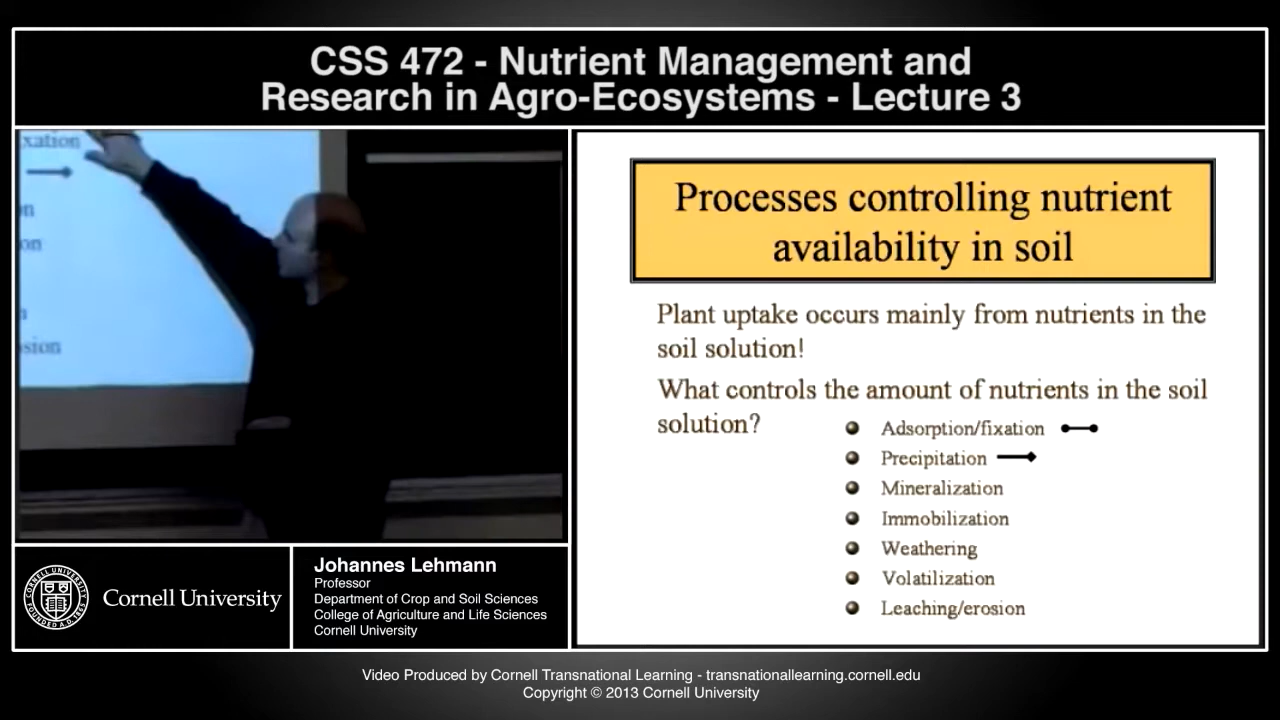 CSS 472 - Nutrient Management and
Research in Agro-Ecosystems - Lecture 3
xation
n
on
sion
Processes controlling nutrient
availability in soil
Plant uptake occurs mainly from nutrients in the
soil solution!
What controls the amount of nutrients in the soil
solution?
Adsorption/fixation
Precipitation
Mineralization
Immobilization
Weathering
Volatilization
Leaching/erosion
Cornell University
Johannes Lehmann
Professor
Department of Crop and Soil Sciences
College of Agriculture and Life Sciences
Cornell University
Video Produced by Cornell Transnational Learning - transnationallearning.cornell.edu
Copyright © 2013 Cornell University